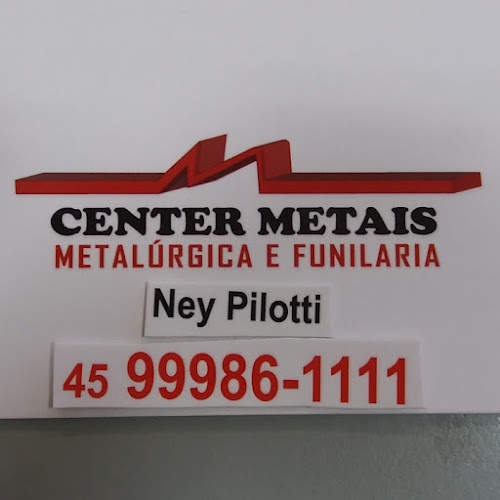 CENTER METAIS
METALÚRGICA E FUNILARIA
Ney Pilotti
45 99986-1111